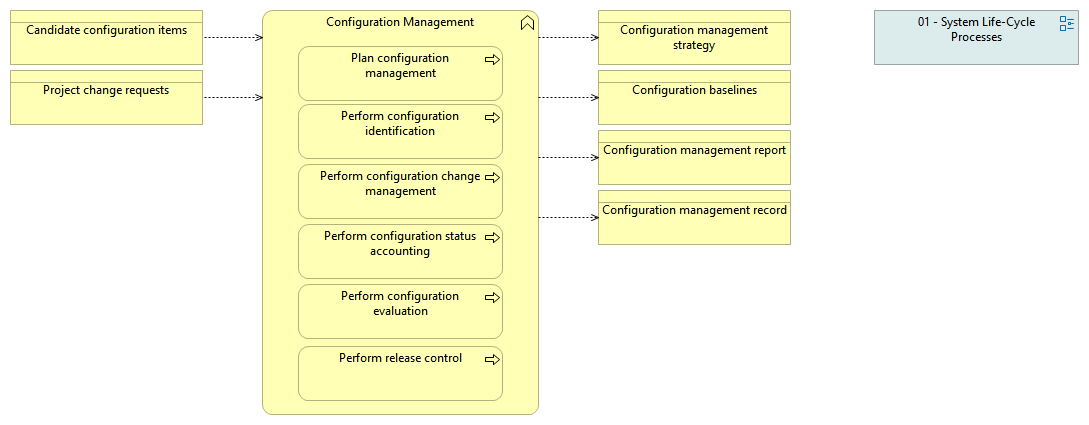 Candidate configuration items
Project change requests
Configuration Management
Plan configuration
management
Perform configuration
identification
Perform configuration change
management
Perform configuration status
accounting
Perform configuration
evaluation
Perform release control
Configuration management
strategy
Configuration baselines
Configuration management report
Configuration management record
01 - System Life-Cycle
Processes